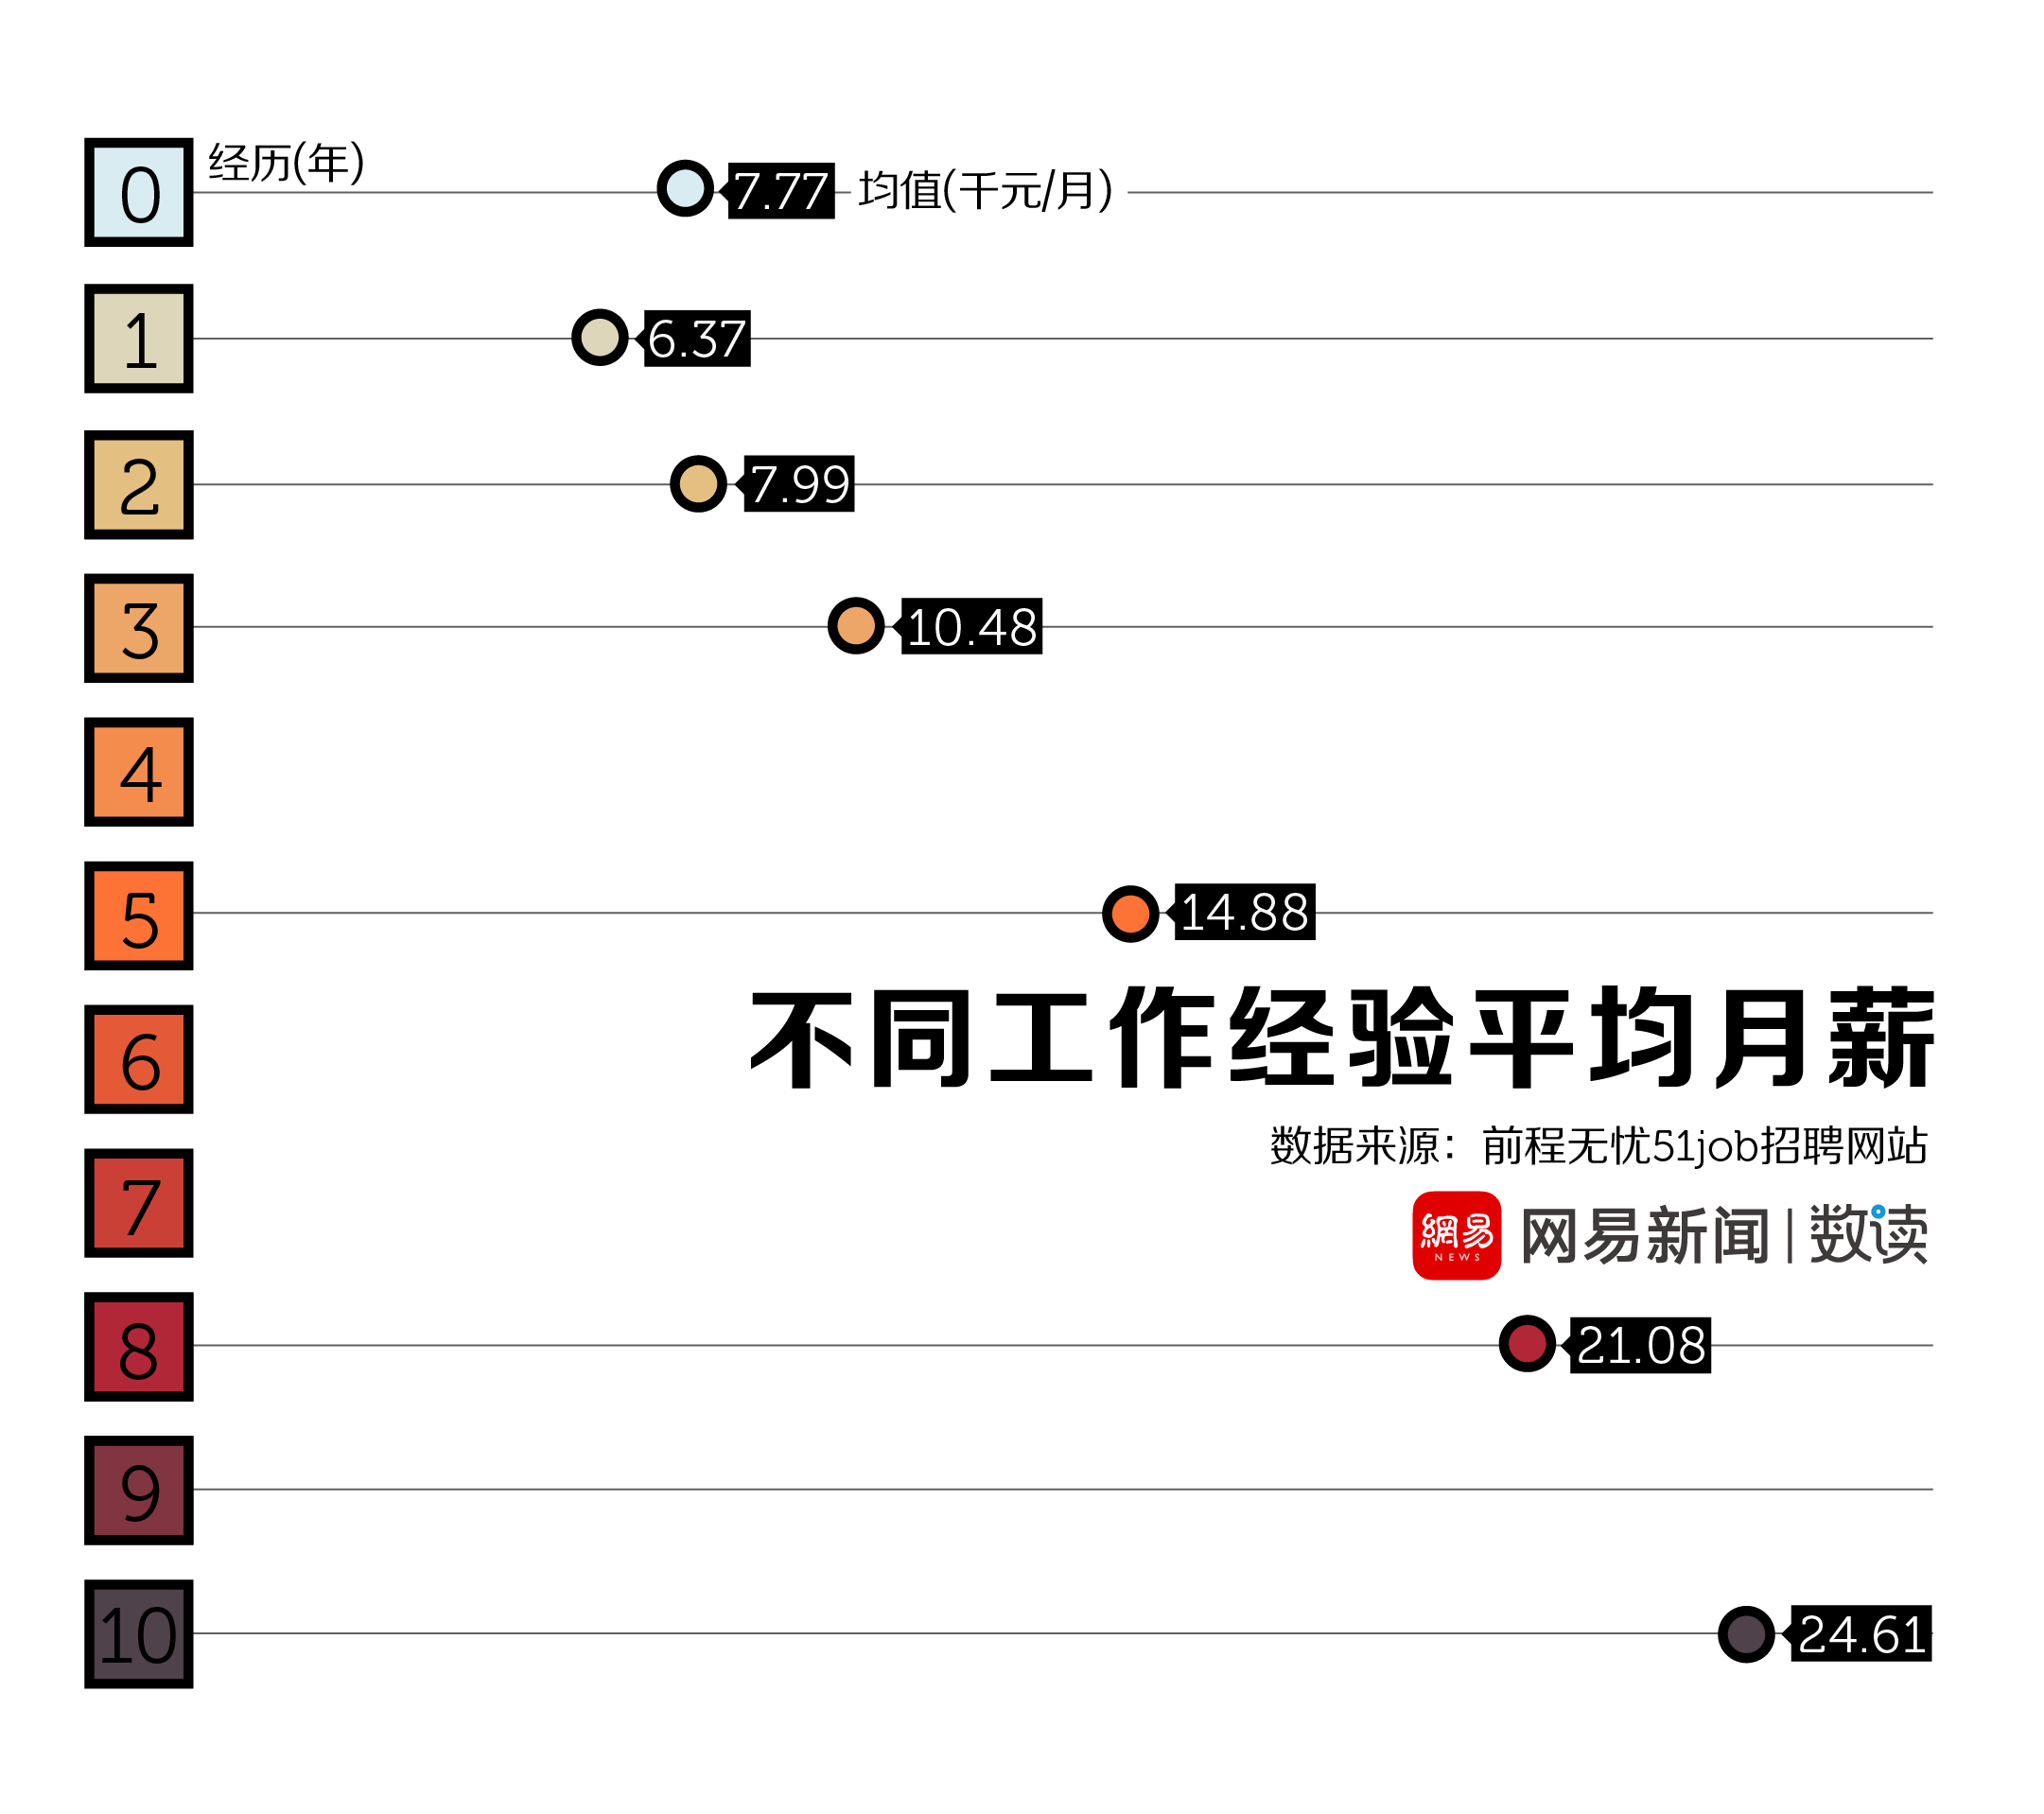 0 经历(年) 7.77 均值(千元/月)
1 6.37
2 7.99
3 10.48
4
5 14.88
不同工作经验平均月薪
6
数据来源：前程无忧51job招聘网站
7 網易 NEWS 网易新闻 | 数读
8 21.08
9
10 24.61